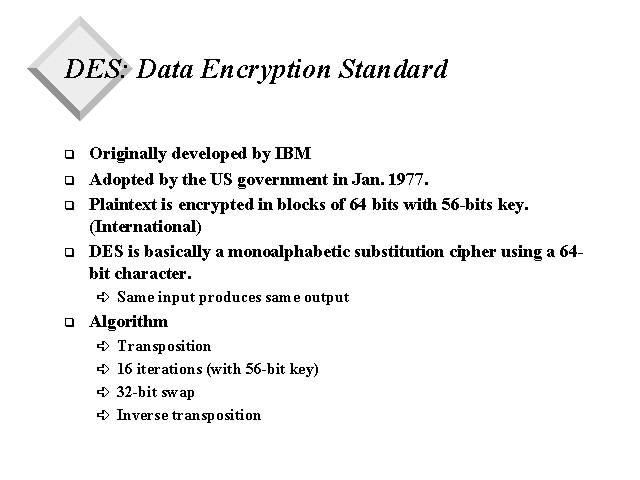 DES: Data Encryption Standard
Originally developed by IBM
Adopted by the US government in Jan. 1977.
Plaintext is encrypted in blocks of 64 bits with 56-bits key.
(International)
DES is basically a monoalphabetic substitution cipher using a 64-
bit character.
Same input produces same output
Algorithm
Transposition
16 iterations (with 56-bit key)
32-bit swap
Inverse transposition